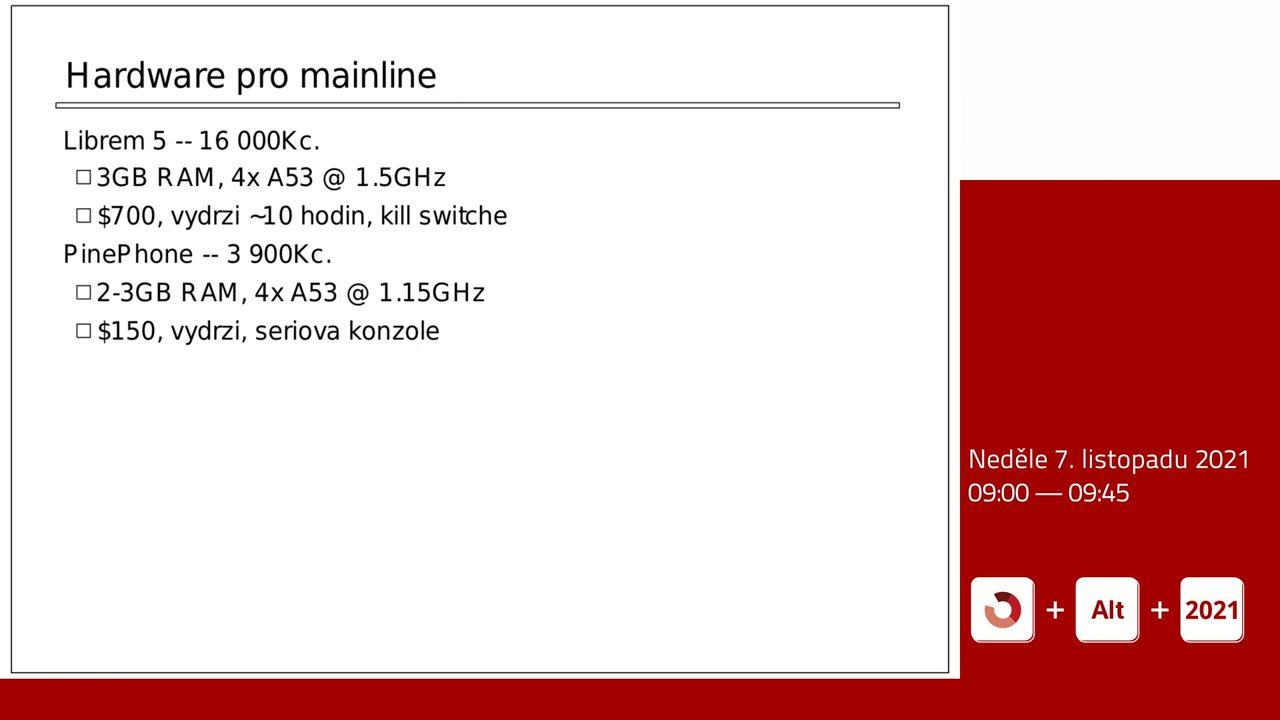 Hardware pro mainline
Librem 5 -- 16 000Kc.
3GB RAM, 4x A53 @ 1.5GHz
$700, vydrzi ~10 hodin, kill switche
PinePhone -- 3 900Kc.
2-3GB RAM, 4x A53 @ 1.15GHz
$150, vydrzi, seriova konzole
Neděle 7. listopadu 2021
09:00 — 09:45
+ Alt + 2021